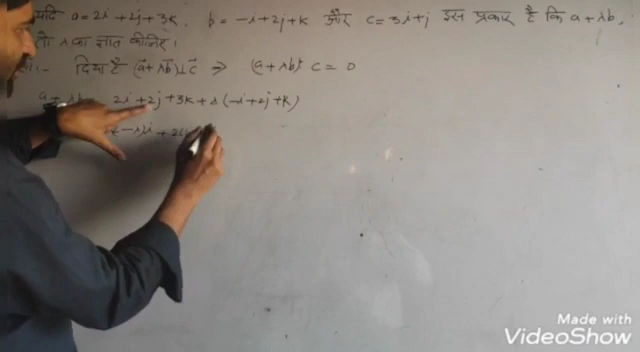 यदि a = 2i + 2j + 3k, b = -i + 2j + k और c = 3i + j इस प्रकार है कि a + λb,
तो λ का ज्ञात कीजिए।
दिया है (a⃗ + λb⃗) ⊥ c⃗ ⇒ (a + λb)· c = 0
2i + 2j + 3k + λ(-i + 2j + k)
-λ)i + 2(
Made with
VideoShow